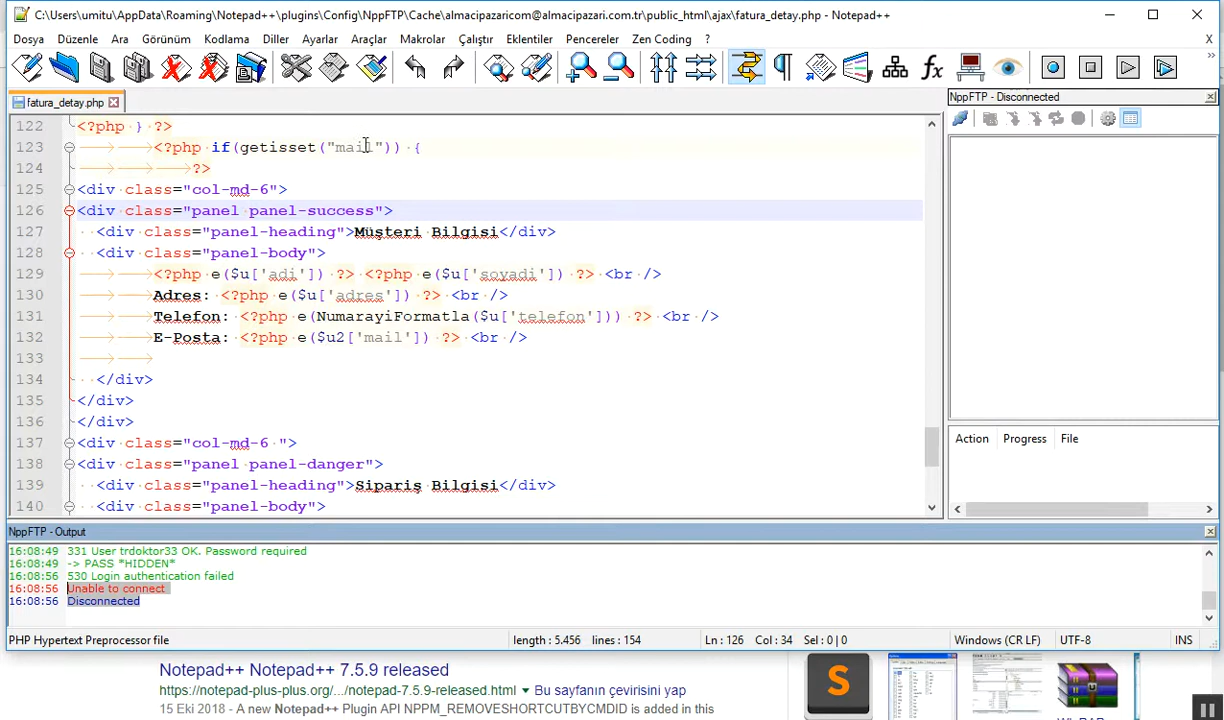 C:\Users\umitu\AppData\Roaming\Notepad++\plugins\Config\NppFTP\Cache\almacipazaricom@almacipazari.com.tr\public_html\ajax\fatura_detay.php - Notepad++
Dosya Düzenle Ara Görünüm Kodlama Diller Ayarlar Araçlar Makrolar Çalıştır Eklentiler Pencereler Zen Coding ? X
fatura_detay.php
NppFTP - Disconnected
122 <?php } ?>
123 <?php if(getisset("mail")) {
124 ?>
125 <div class="col-md-6">
126 <div class="panel panel-success">
127 <div class="panel-heading">Müşteri Bilgisi</div>
128 <div class="panel-body">
129 <?php e($u['adi']) ?> <?php e($u['soyadi']) ?> <br />
130 Adres: <?php e($u['adres']) ?> <br />
131 Telefon: <?php e(NumarayiFormatla($u['telefon'])) ?> <br />
132 E-Posta: <?php e($u2['mail']) ?> <br />
133
134 </div>
135 </div>
136 </div>
137 <div class="col-md-6 ">
138 <div class="panel panel-danger">
139 <div class="panel-heading">Sipariş Bilgisi</div>
140 <div class="panel-body">
Action Progress File
NppFTP - Output
16:08:49 331 User trdoktor33 OK. Password required
16:08:49 -> PASS *HIDDEN*
16:08:56 530 Login authentication failed
16:08:56 Unable to connect
16:08:56 Disconnected
PHP Hypertext Preprocessor file length : 5.456 lines : 154 Ln : 126 Col : 34 Sel : 0 | 0 Windows (CR LF) UTF-8 INS
Notepad++ Notepad++ 7.5.9 released
https://notepad-plus-plus.org/.../notepad-7.5.9-released.html ▾ Bu sayfanın çevirisini yap
15 Eki 2018 - A new Notepad++ Plugin API NPPM_REMOVESHORTCUTBYCMDID is added in this
S